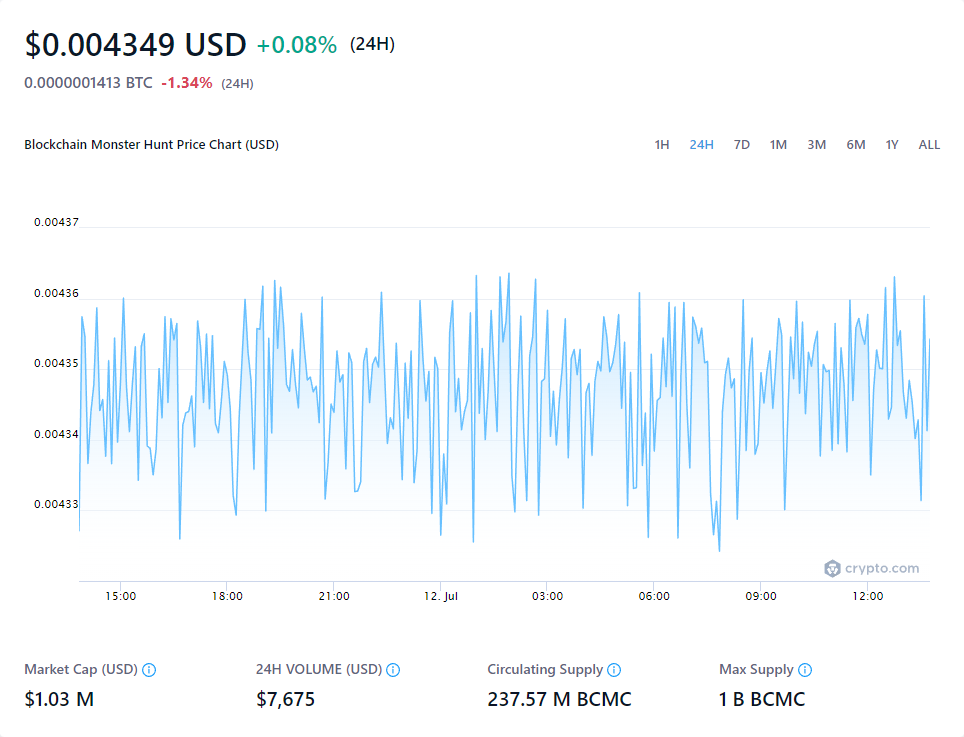 $0.004349 USD +0.08% (24H)
0.0000001413 BTC -1.34% (24H)
Blockchain Monster Hunt Price Chart (USD) 1H 24H 7D 1M 3M 6M 1Y ALL
0.00437
0.00436
0.00435
0.00434
0.00433
crypto.com
15:00 18:00 21:00 12. Jul 03:00 06:00 09:00 12:00
Market Cap (USD) 24H VOLUME (USD) Circulating Supply Max Supply
$1.03 M $7,675 237.57 M BCMC 1 B BCMC